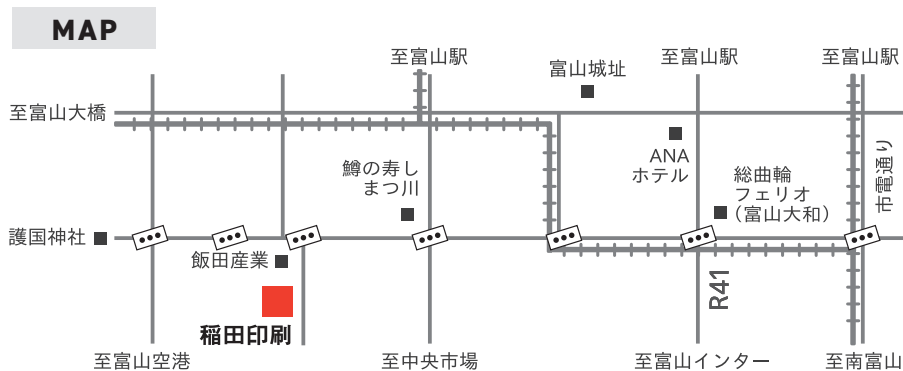 MAP
至富山駅
富山城址
至富山駅
至富山駅
至富山大橋
ANA
ホテル
鱒の寿し
まつ川
総曲輪
フェリオ
（富山大和）
市電通り
護国神社
飯田産業
R41
稲田印刷
至富山空港
至中央市場
至富山インター
至南富山